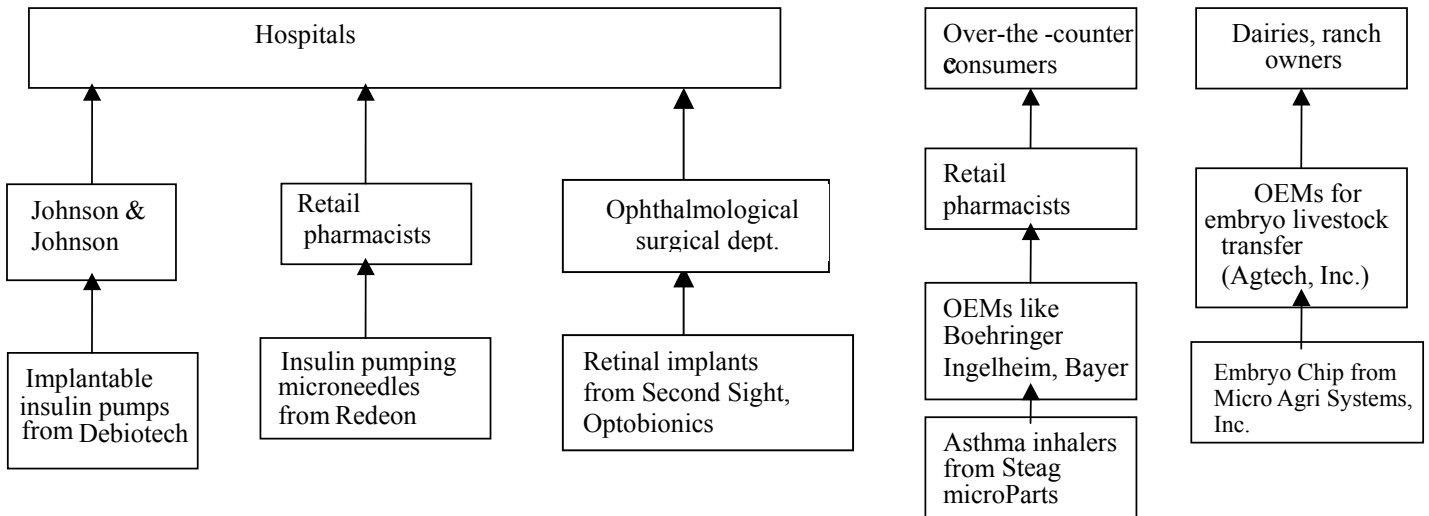 Hospitals
Over-the -counter
consumers
Dairies, ranch
owners
Johnson &
Johnson
Retail
pharmacists
Ophthalmological
surgical dept.
Retail
pharmacists
OEMs for
embryo livestock
transfer
(Agtech, Inc.)
Implantable
insulin pumps
from Debiotech
Insulin pumping
microneedles
from Redeon
Retinal implants
from Second Sight,
Optobionics
OEMs like
Boehringer
Ingelheim, Bayer
Embryo Chip from
Micro Agri Systems,
Inc.
Asthma inhalers
from Steag
microParts